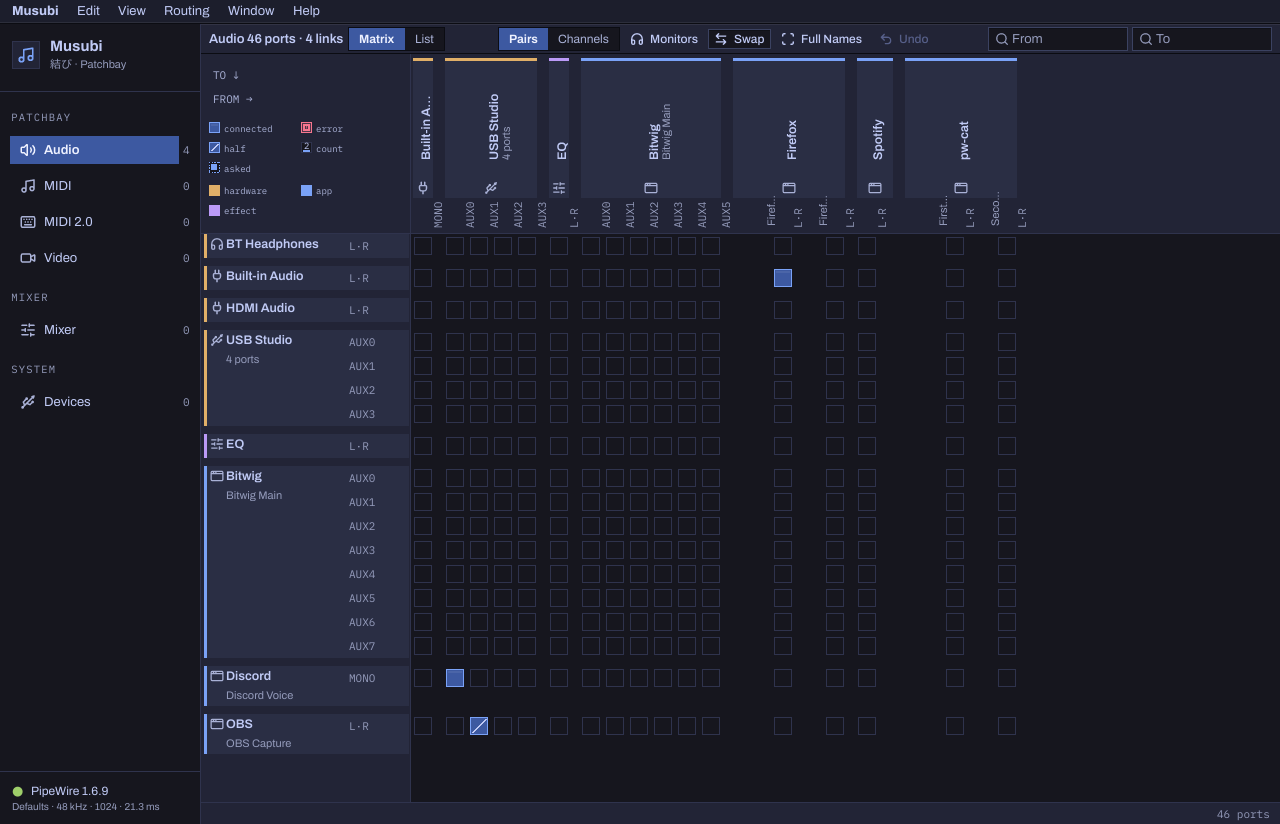 Musubi Edit View Routing Window Help
Musubi
結び · Patchbay
PATCHBAY
Audio 4
MIDI 0
MIDI 2.0 0
Video 0
MIXER
Mixer 0
SYSTEM
Devices 0
PipeWire 1.6.9
Defaults · 48 kHz · 1024 · 21.3 ms
Audio 46 ports · 4 links Matrix List Pairs Channels Monitors Swap Full Names Undo From To
TO ↓
FROM →
connected error
half 2 count
asked
hardware app
effect
Built-in A…
USB Studio
4 ports
EQ
Bitwig
Bitwig Main
Firefox
Spotify
pw-cat
MONO AUX0 AUX1 AUX2 AUX3 L·R AUX0 AUX1 AUX2 AUX3 AUX4 AUX5 Firef… L·R Firef… L·R L·R First… L·R Seco… L·R
BT Headphones L·R
Built-in Audio L·R
HDMI Audio L·R
USB Studio AUX0
4 ports AUX1
AUX2
AUX3
EQ L·R
Bitwig AUX0
Bitwig Main AUX1
AUX2
AUX3
AUX4
AUX5
AUX6
AUX7
Discord MONO
Discord Voice
OBS L·R
OBS Capture
46 ports